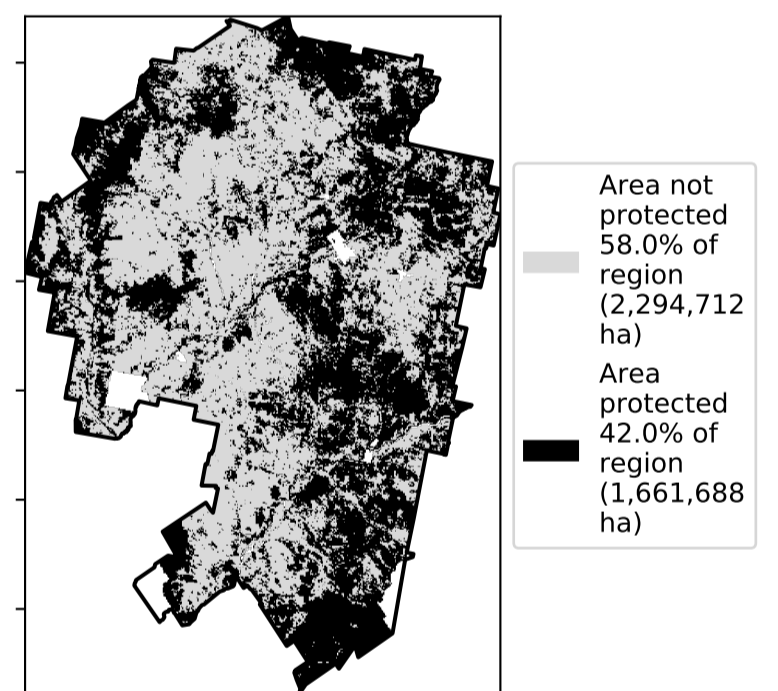 Area not
protected
58.0% of
region
(2,294,712
ha)
Area
protected
42.0% of
region
(1,661,688
ha)